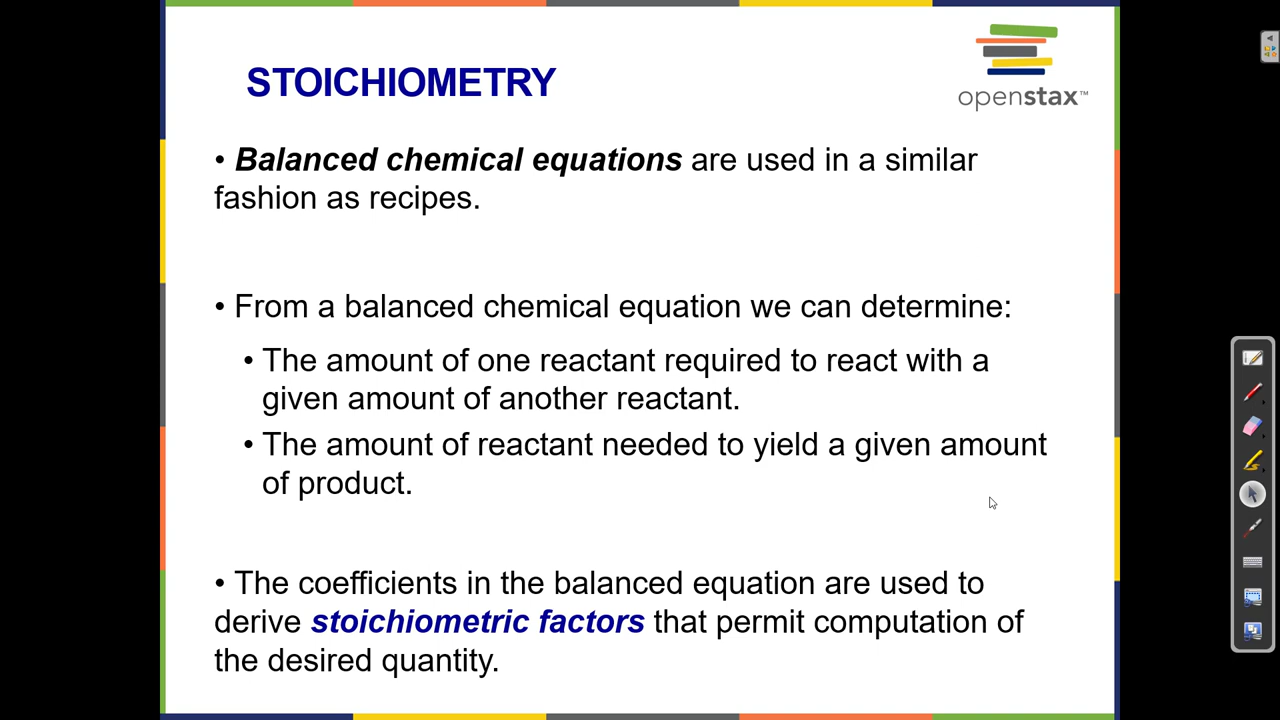 STOICHIOMETRY
openstax™
• Balanced chemical equations are used in a similar
fashion as recipes.
• From a balanced chemical equation we can determine:
• The amount of one reactant required to react with a
given amount of another reactant.
• The amount of reactant needed to yield a given amount
of product.
• The coefficients in the balanced equation are used to
derive stoichiometric factors that permit computation of
the desired quantity.